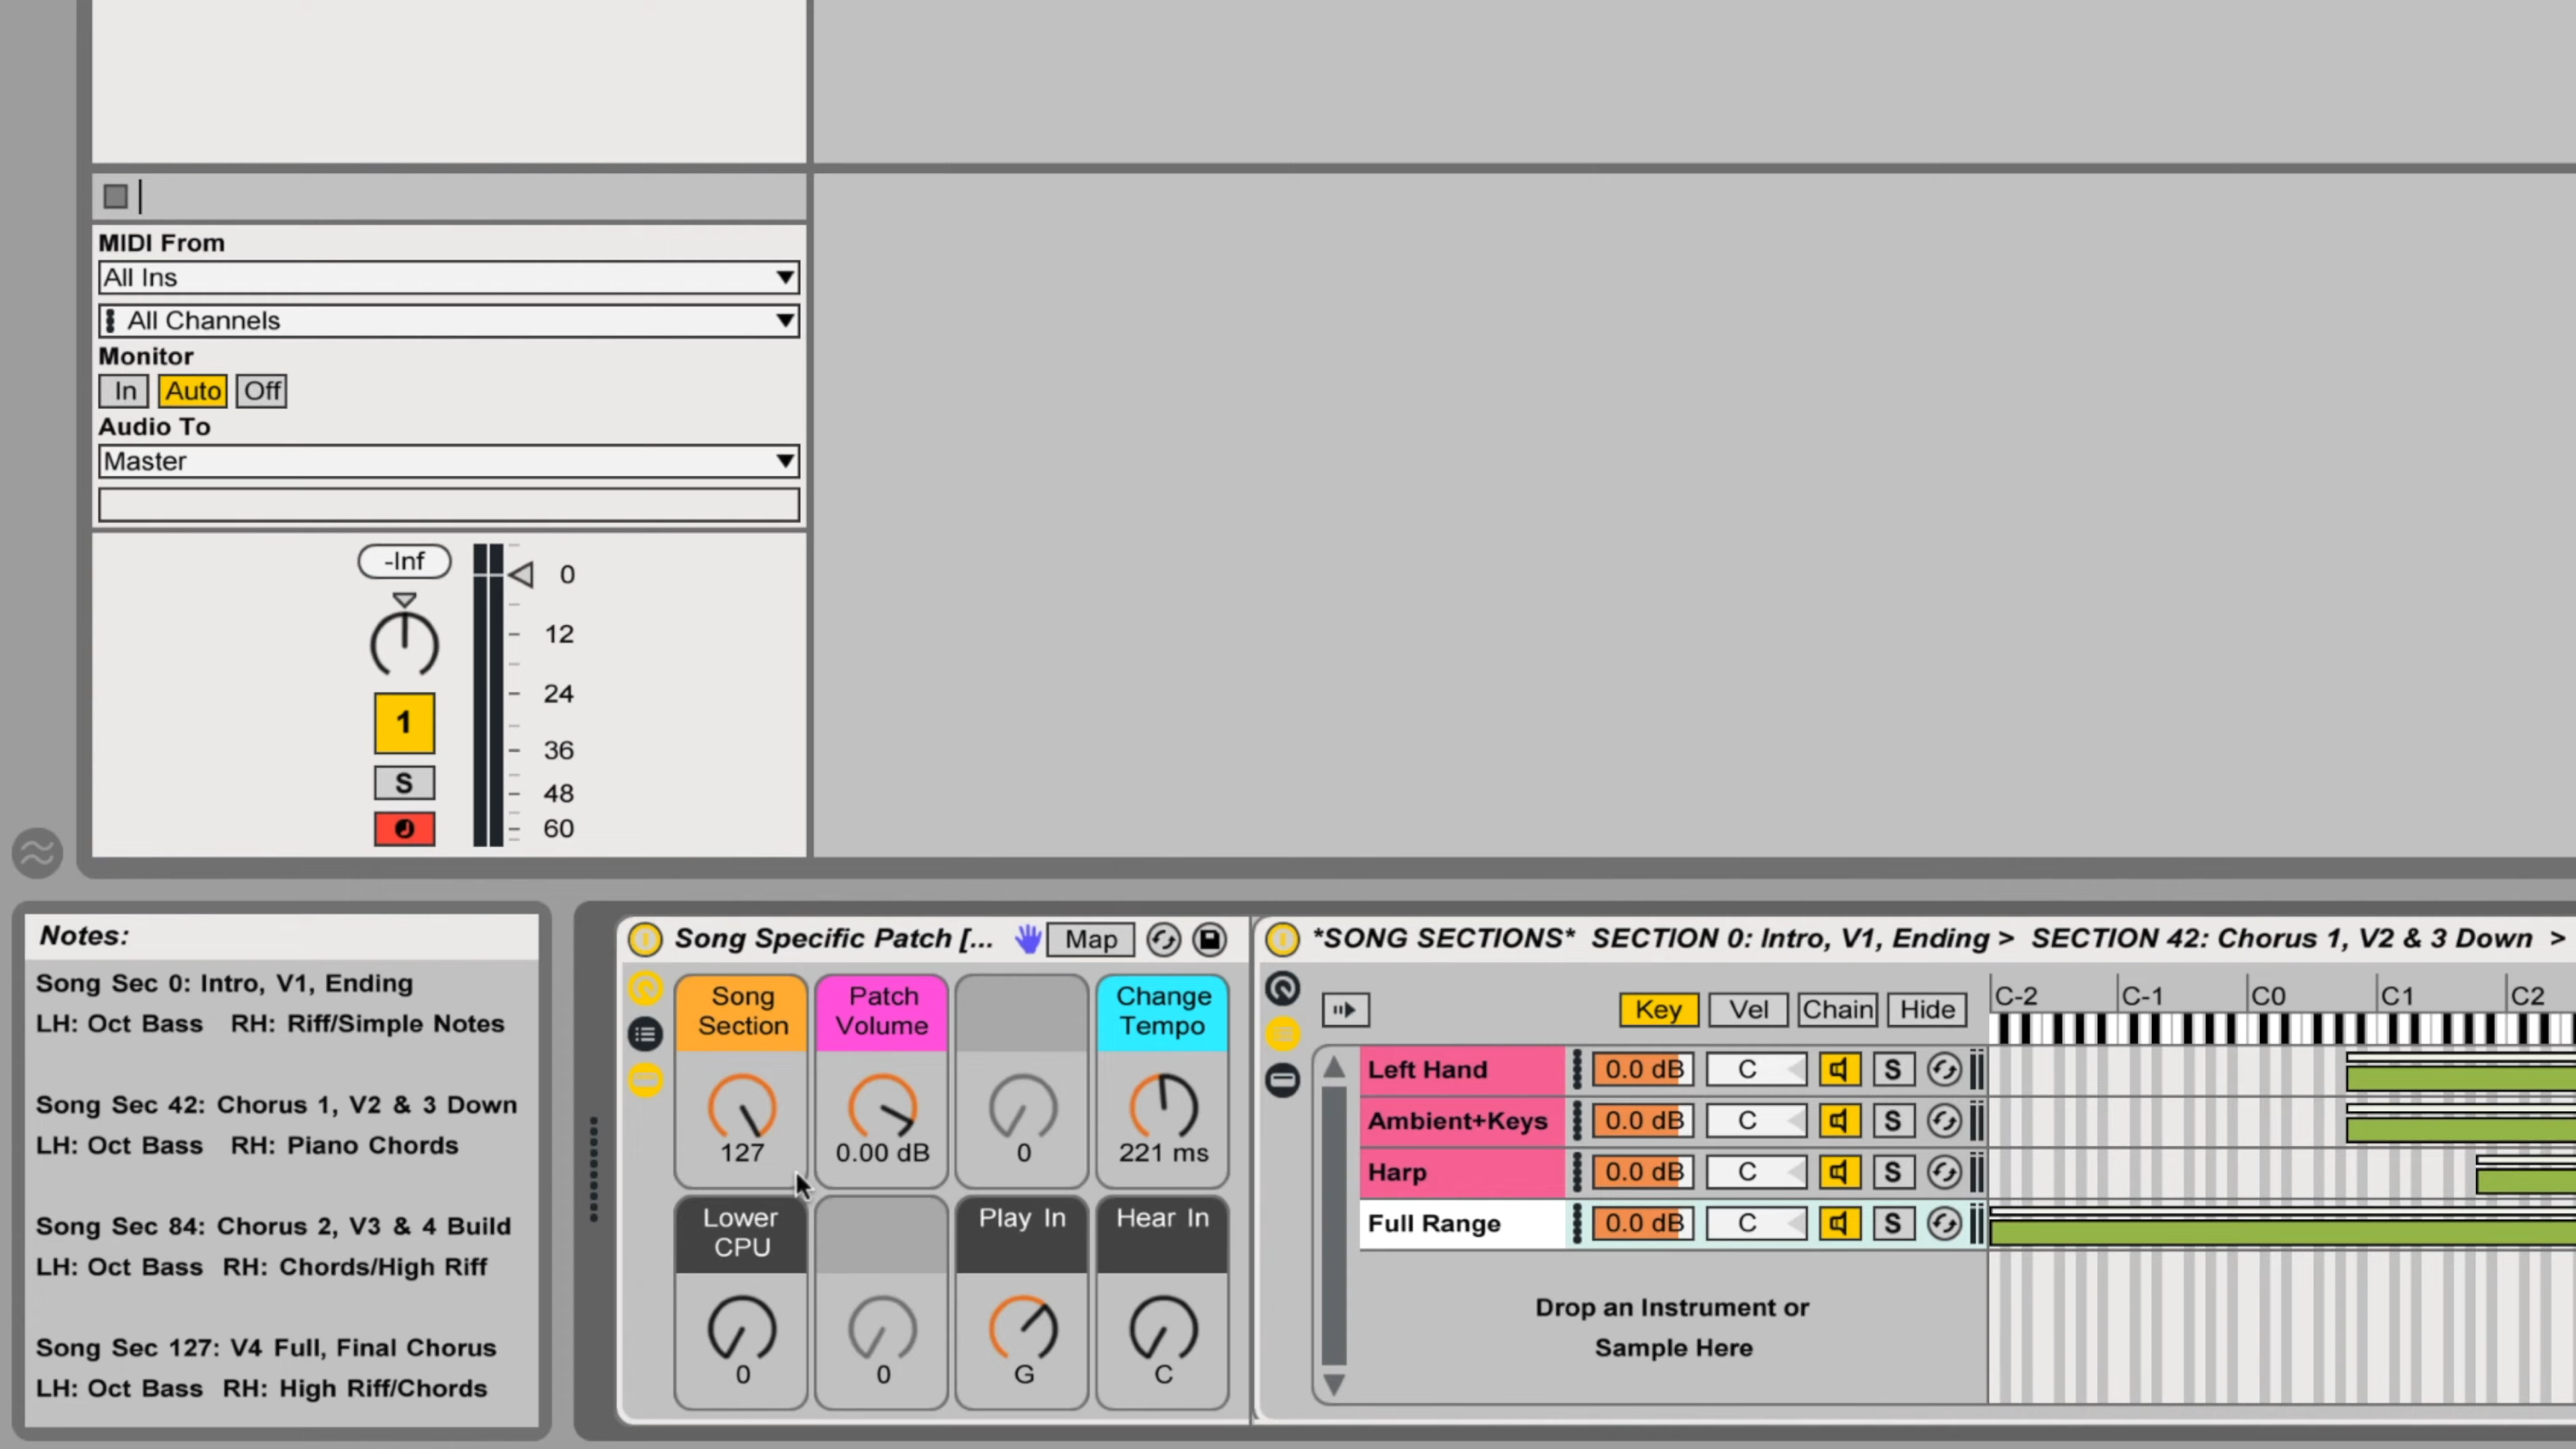 MIDI From
All Ins
All Channels
Monitor
In Auto Off
Audio To
Master
-Inf
0
12
24
36
48
60
1
S
Notes:
Song Sec 0: Intro, V1, Ending
LH: Oct Bass RH: Riff/Simple Notes
Song Sec 42: Chorus 1, V2 & 3 Down
LH: Oct Bass RH: Piano Chords
Song Sec 84: Chorus 2, V3 & 4 Build
LH: Oct Bass RH: Chords/High Riff
Song Sec 127: V4 Full, Final Chorus
LH: Oct Bass RH: High Riff/Chords
Song Specific Patch [... Map
Song Section
127
Patch Volume
0.00 dB
0
Change Tempo
221 ms
Lower CPU
0
0
Play In
G
Hear In
C
*SONG SECTIONS* SECTION 0: Intro, V1, Ending > SECTION 42: Chorus 1, V2 & 3 Down >
Key Vel Chain Hide
C-2 C-1 C0 C1 C2
Left Hand 0.0 dB C S
Ambient+Keys 0.0 dB C S
Harp 0.0 dB C S
Full Range 0.0 dB C S
Drop an Instrument or
Sample Here